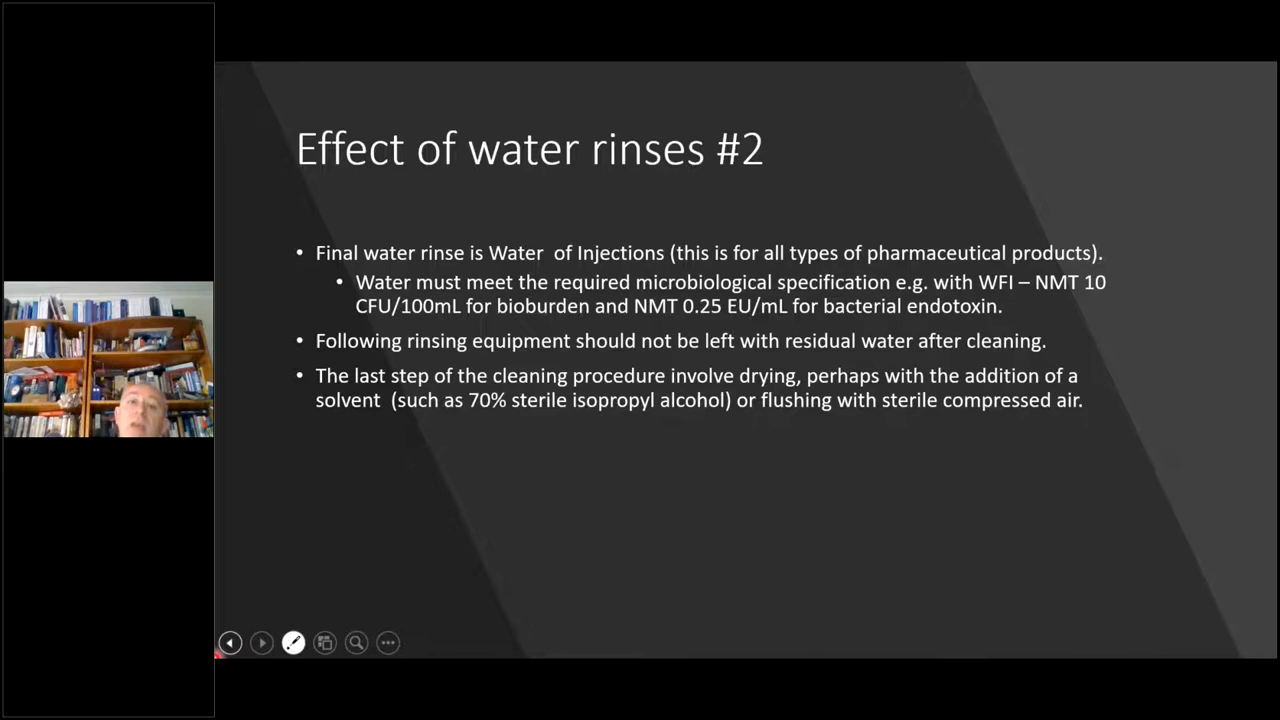 Effect of water rinses #2
• Final water rinse is Water of Injections (this is for all types of pharmaceutical products).
• Water must meet the required microbiological specification e.g. with WFI – NMT 10
CFU/100mL for bioburden and NMT 0.25 EU/mL for bacterial endotoxin.
• Following rinsing equipment should not be left with residual water after cleaning.
• The last step of the cleaning procedure involve drying, perhaps with the addition of a
solvent (such as 70% sterile isopropyl alcohol) or flushing with sterile compressed air.